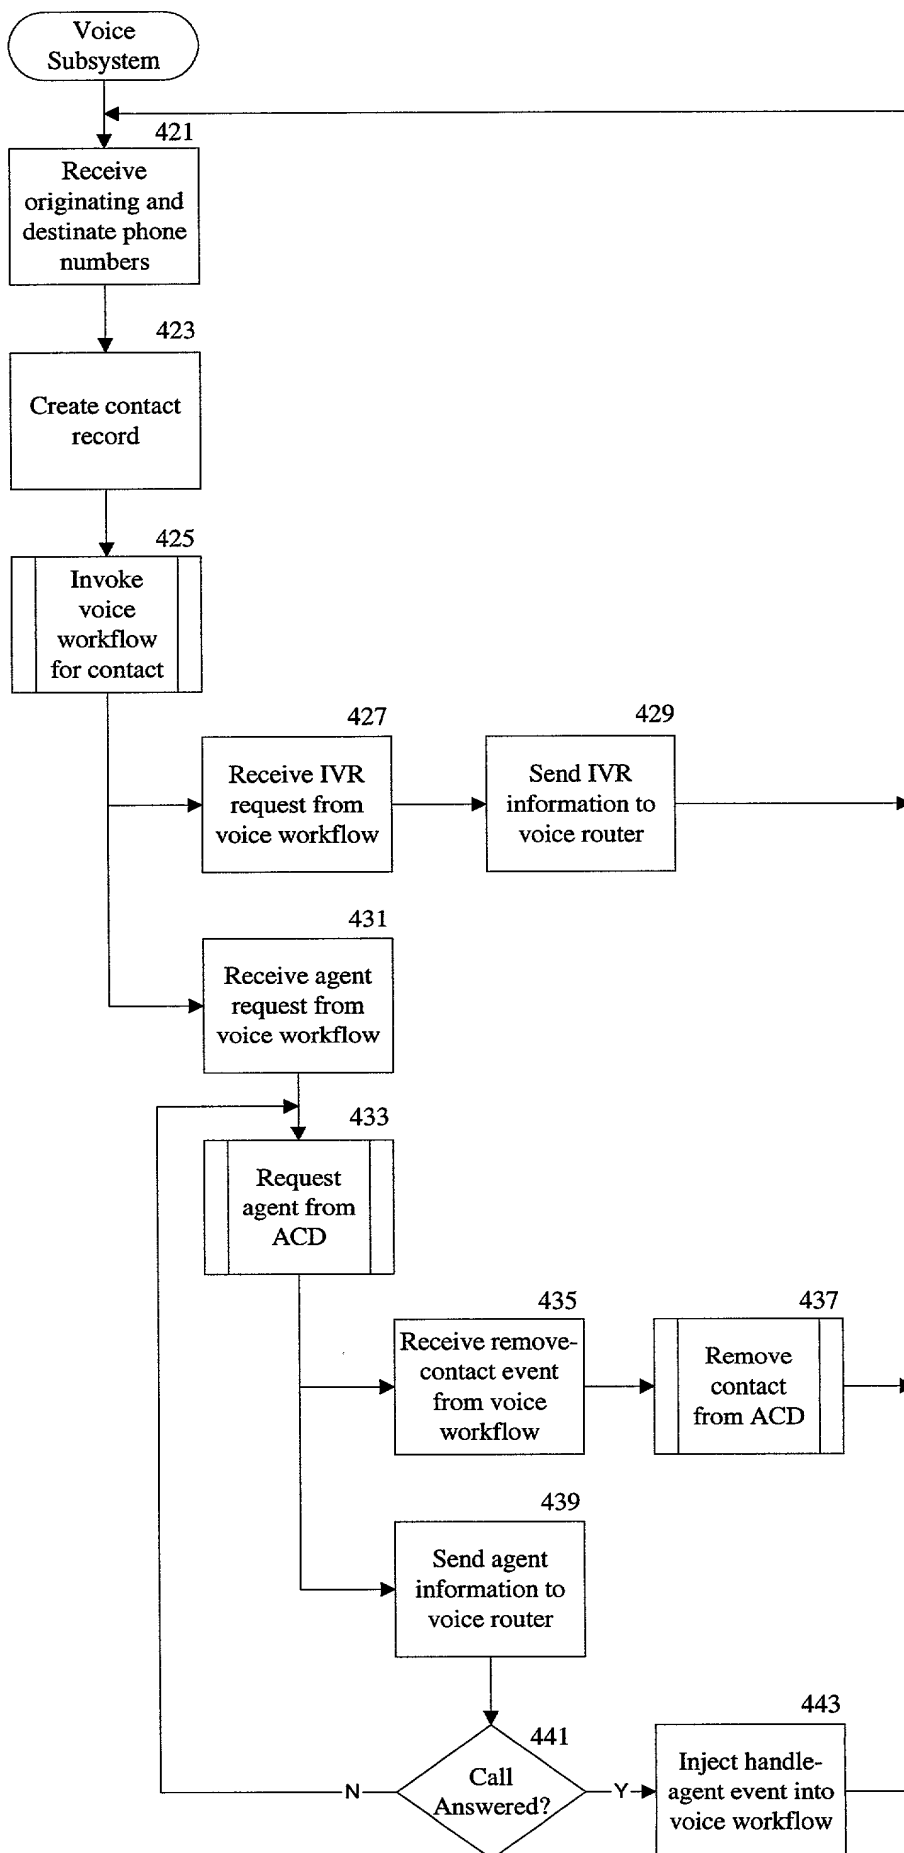 Voice
Subsystem
421
Receive
originating and
destinate phone
numbers
423
Create contact
record
425
Invoke
voice
workflow
for contact
427
Receive IVR
request from
voice workflow
429
Send IVR
information to
voice router
431
Receive agent
request from
voice workflow
433
Request
agent from
ACD
435
Receive remove-
contact event
from voice
workflow
437
Remove
contact
from ACD
439
Send agent
information to
voice router
441
Call
Answered?
N
Y
443
Inject handle-
agent event into
voice workflow